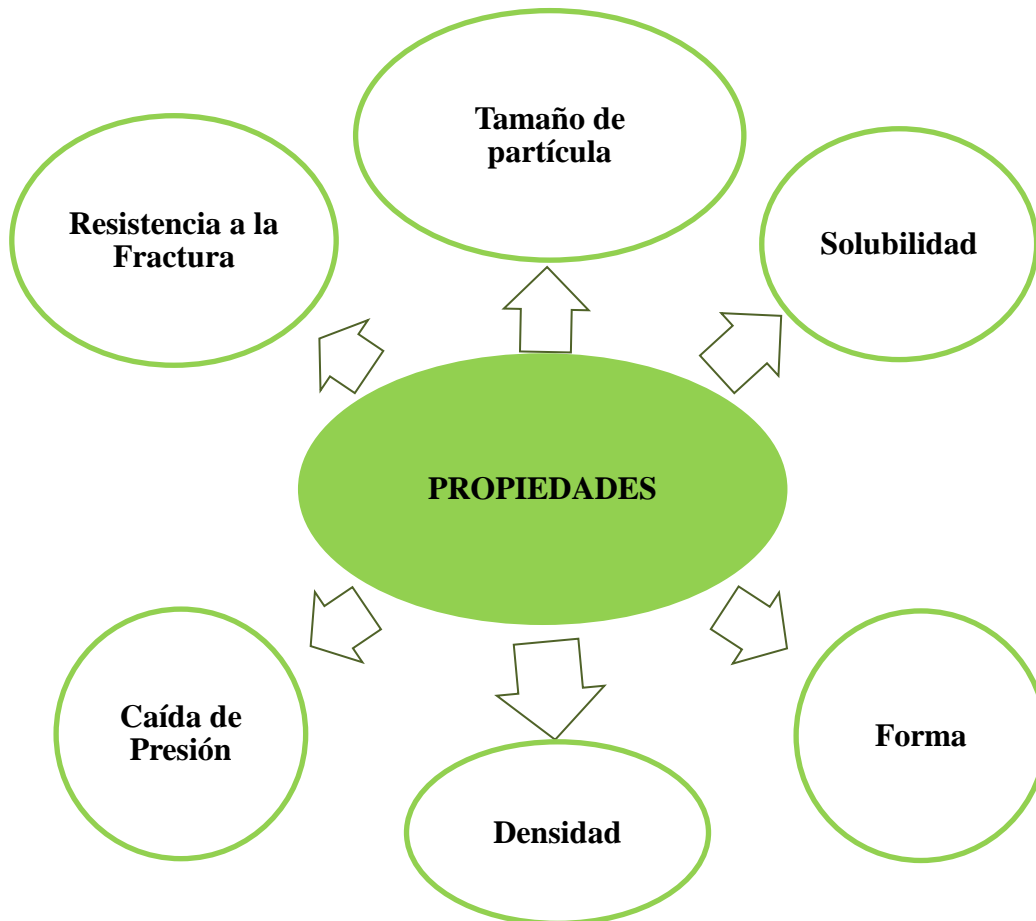 Tamaño de
partícula
Resistencia a la
Fractura
Solubilidad
PROPIEDADES
Caída de
Presión
Forma
Densidad